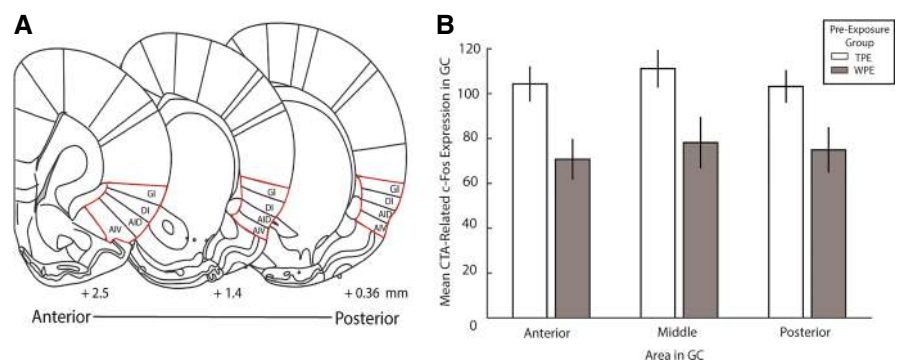 A
GI
DI
AID
AIV
GI
DI
AID
AIV
GI
DI
AID
AIV
+ 2.5
+ 1.4
+ 0.36 mm
Anterior
Posterior
B
Mean CTA-Related c-Fos Expression in GC
120
100
80
60
40
20
0
Pre-Exposure
Group
TPE
WPE
Anterior
Middle
Posterior
Area in GC